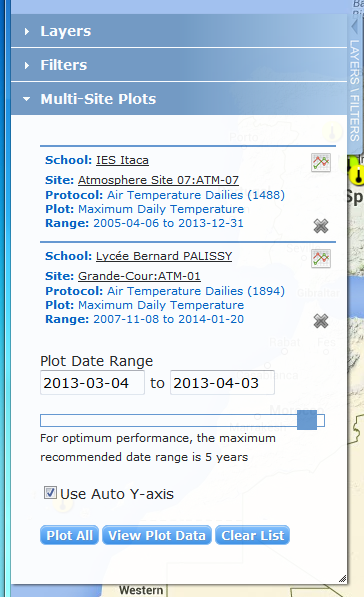 Layers
Filters
Multi-Site Plots
LAYERS \ FILTERS
School: IES Itaca
Site: Atmosphere Site 07:ATM-07
Protocol: Air Temperature Dailies (1488)
Plot: Maximum Daily Temperature
Range: 2005-04-06 to 2013-12-31
School: Lycée Bernard PALISSY
Site: Grande-Cour:ATM-01
Protocol: Air Temperature Dailies (1894)
Plot: Maximum Daily Temperature
Range: 2007-11-08 to 2014-01-20
Plot Date Range
2013-03-04 to 2013-04-03
For optimum performance, the maximum
recommended date range is 5 years
Use Auto Y-axis
Plot All View Plot Data Clear List
Western